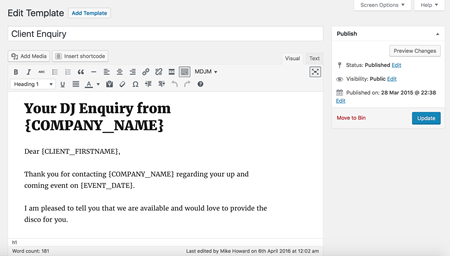 Screen Options ▼ Help ▼
Edit Template Add Template
Client Enquiry
Add Media Insert shortcode
Visual Text
MDJM
Heading 1
Your DJ Enquiry from
{COMPANY_NAME}
Dear {CLIENT_FIRSTNAME},
Thank you for contacting {COMPANY_NAME} regarding your up and
coming event on {EVENT_DATE}.
I am pleased to tell you that we are available and would love to provide the
disco for you.
h1
Word count: 181
Last edited by Mike Howard on 6th April 2016 at 12:02 am
Publish
Preview Changes
Status: Published Edit
Visibility: Public Edit
Published on: 28 Mar 2015 @ 22:38
Edit
Move to Bin
Update